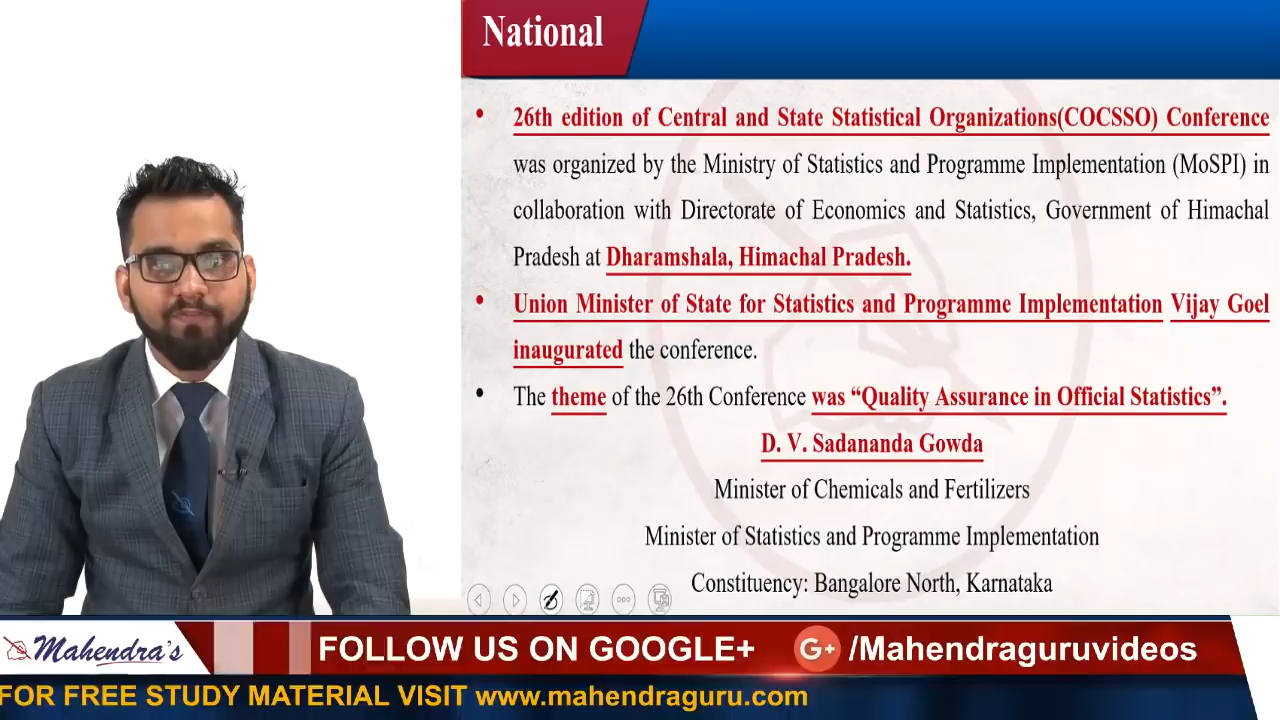 National
• 26th edition of Central and State Statistical Organizations(COCSSO) Conference
was organized by the Ministry of Statistics and Programme Implementation (MoSPI) in
collaboration with Directorate of Economics and Statistics, Government of Himachal
Pradesh at Dharamshala, Himachal Pradesh.
• Union Minister of State for Statistics and Programme Implementation Vijay Goel
inaugurated the conference.
• The theme of the 26th Conference was “Quality Assurance in Official Statistics”.
D. V. Sadananda Gowda
Minister of Chemicals and Fertilizers
Minister of Statistics and Programme Implementation
Constituency: Bangalore North, Karnataka
Mahendra's FOLLOW US ON GOOGLE+ G+ /Mahendraguruvideos
FOR FREE STUDY MATERIAL VISIT www.mahendraguru.com